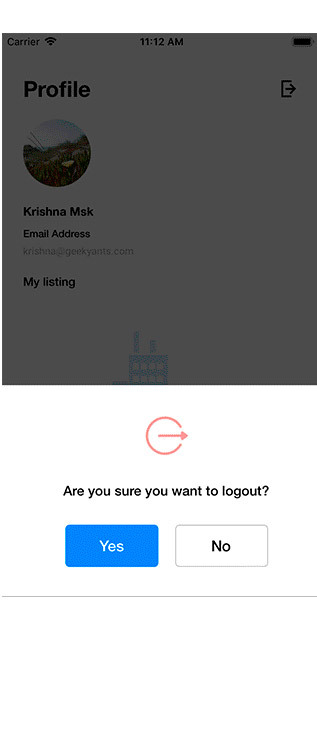 Carrier 11:12 AM
Profile
Krishna Msk
Email Address
krishna@geekyants.com
My listing
Are you sure you want to logout?
Yes No